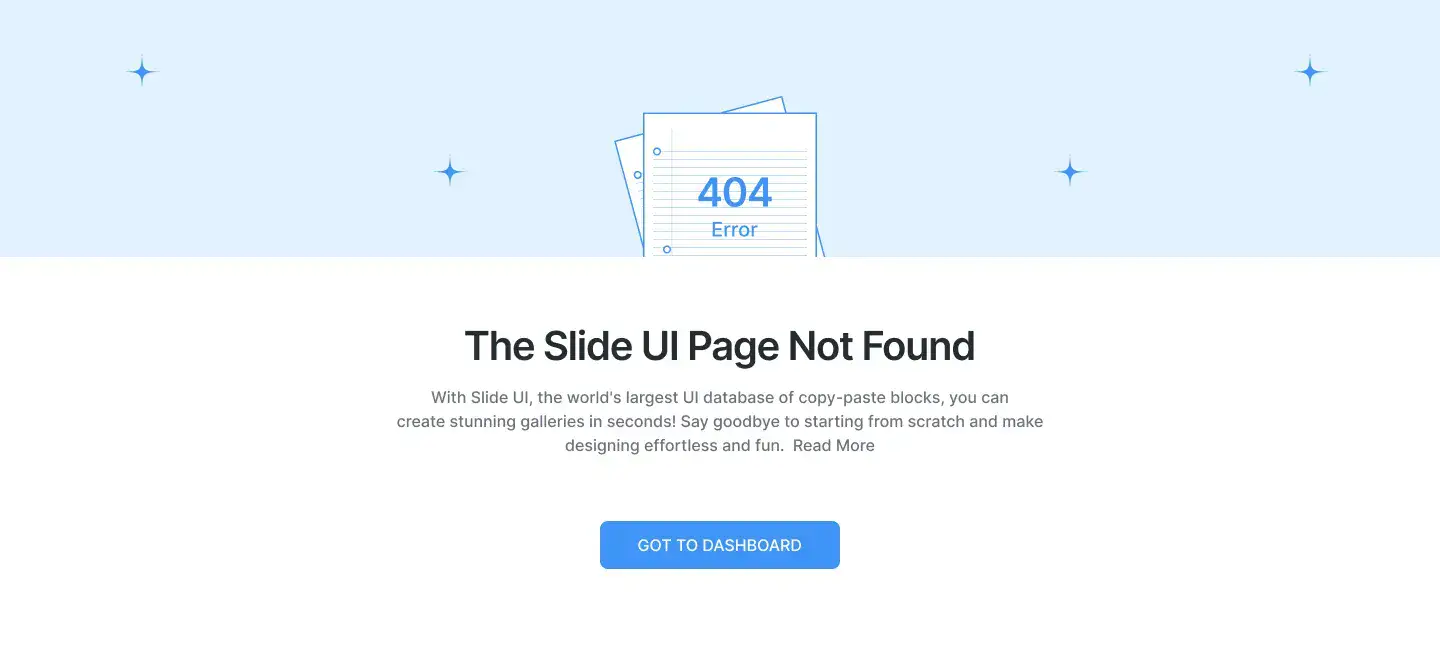 404
Error
The Slide UI Page Not Found
With Slide UI, the world's largest UI database of copy-paste blocks, you can
create stunning galleries in seconds! Say goodbye to starting from scratch and make
designing effortless and fun.  Read More
GOT TO DASHBOARD